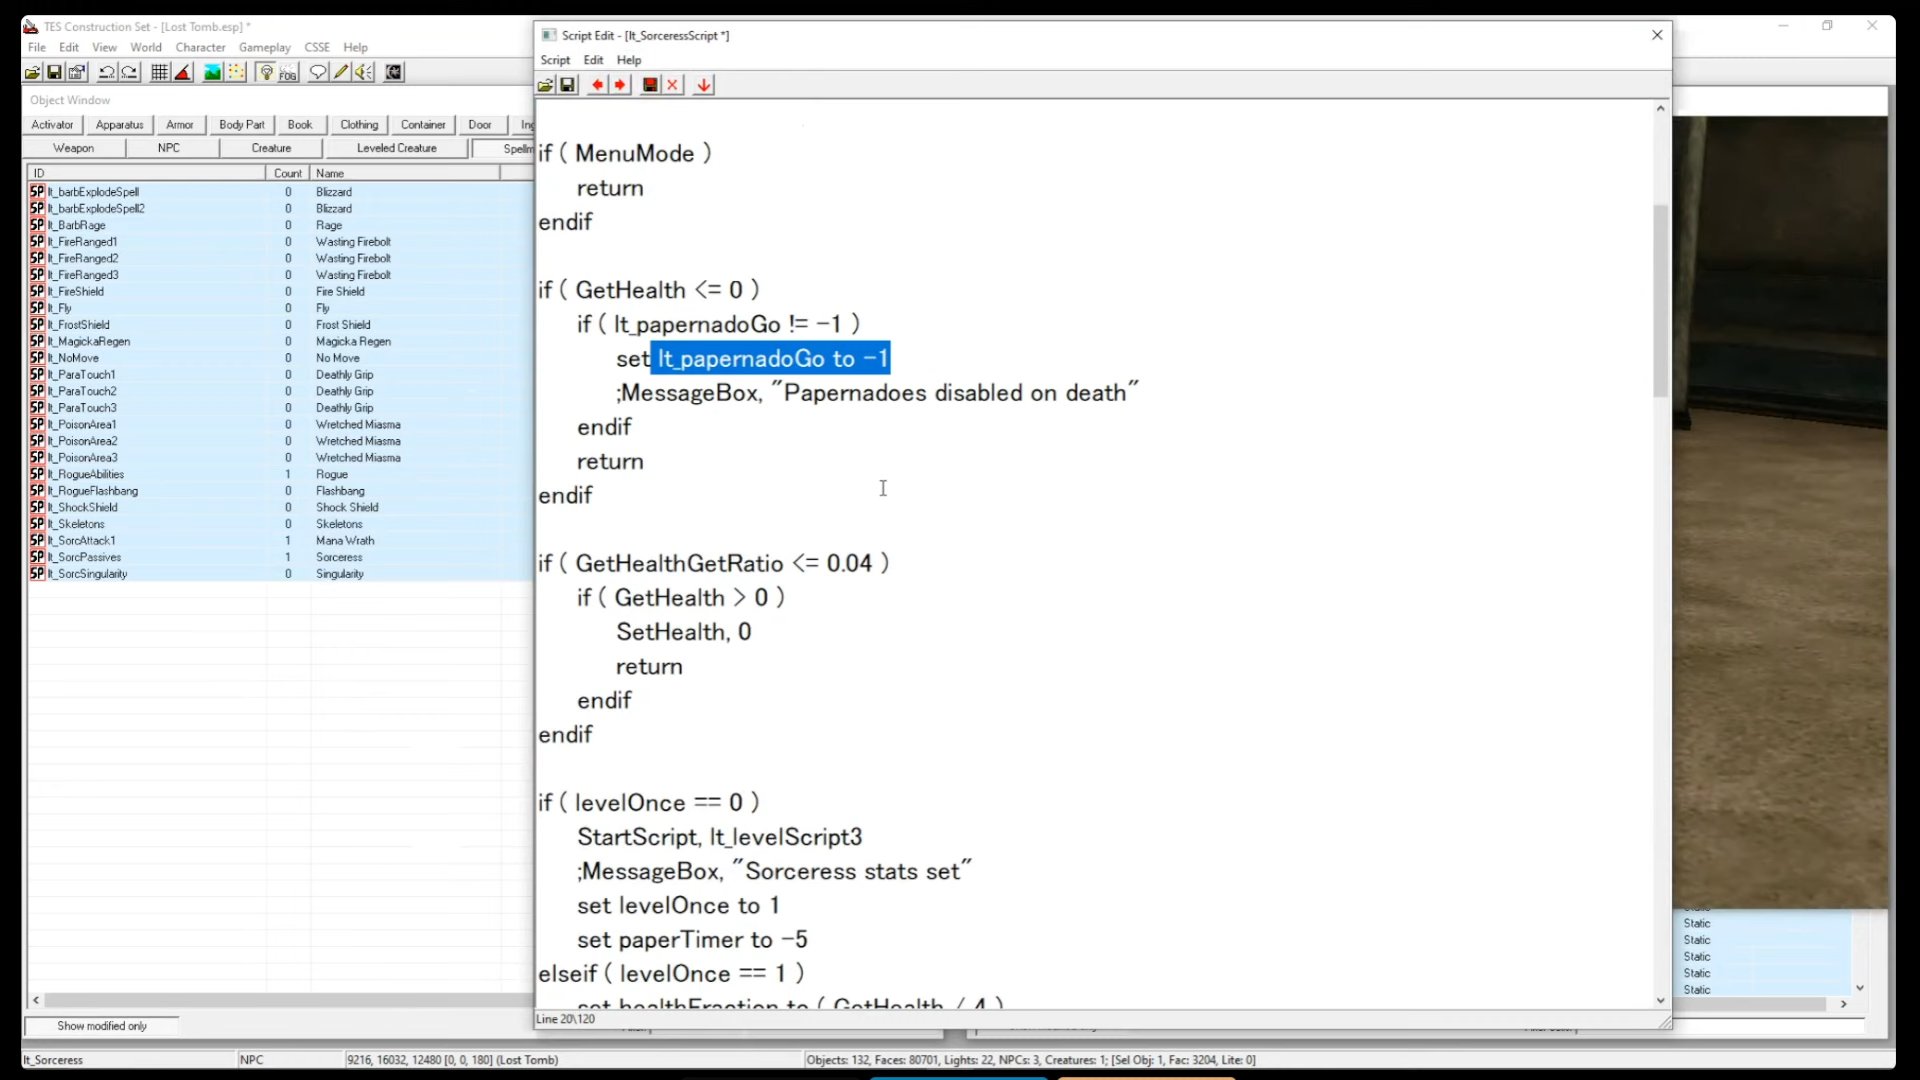 TES Construction Set - [Lost Tomb.esp] *
File Edit View World Character Gameplay CSSE Help
Object Window
Activator Apparatus Armor Body Part Book Clothing Container Door
Weapon NPC Creature Leveled Creature
ID Count Name
lt_barbExplodeSpell 0 Blizzard
lt_barbExplodeSpell2 0 Blizzard
lt_BarbRage 0 Rage
lt_FireRanged1 0 Wasting Firebolt
lt_FireRanged2 0 Wasting Firebolt
lt_FireRanged3 0 Wasting Firebolt
lt_FireShield 0 Fire Shield
lt_Fly 0 Fly
lt_FrostShield 0 Frost Shield
lt_MagickaRegen 0 Magicka Regen
lt_NoMove 0 No Move
lt_ParaTouch1 0 Deathly Grip
lt_ParaTouch2 0 Deathly Grip
lt_ParaTouch3 0 Deathly Grip
lt_PoisonArea1 0 Wretched Miasma
lt_PoisonArea2 0 Wretched Miasma
lt_PoisonArea3 0 Wretched Miasma
lt_RogueAbilities 1 Rogue
lt_RogueFlashbang 0 Flashbang
lt_ShockShield 0 Shock Shield
lt_Skeletons 0 Skeletons
lt_SorcAttack1 1 Mana Wrath
lt_SorcPassives 1 Sorceress
lt_SorcSingularity 0 Singularity
Show modified only
Script Edit - [lt_SorceressScript *]
Script Edit Help
if ( MenuMode )
return
endif
if ( GetHealth <= 0 )
if ( lt_papernadoGo != -1 )
set lt_papernadoGo to -1
;MessageBox, "Papernadoes disabled on death"
endif
return
endif
if ( GetHealthGetRatio <= 0.04 )
if ( GetHealth > 0 )
SetHealth, 0
return
endif
endif
if ( levelOnce == 0 )
StartScript, lt_levelScript3
;MessageBox, "Sorceress stats set"
set levelOnce to 1
set paperTimer to -5
elseif ( levelOnce == 1 )
set healthFraction to ( GetHealth / 4 )
Line 20\120
Static
Static
Static
Static
Static
lt_Sorceress NPC 9216, 16032, 12480 [0, 0, 180] (Lost Tomb) Objects: 132, Faces: 80701, Lights: 22, NPCs: 3, Creatures: 1; [Sel Obj: 1, Fac: 3204, Lite: 0]